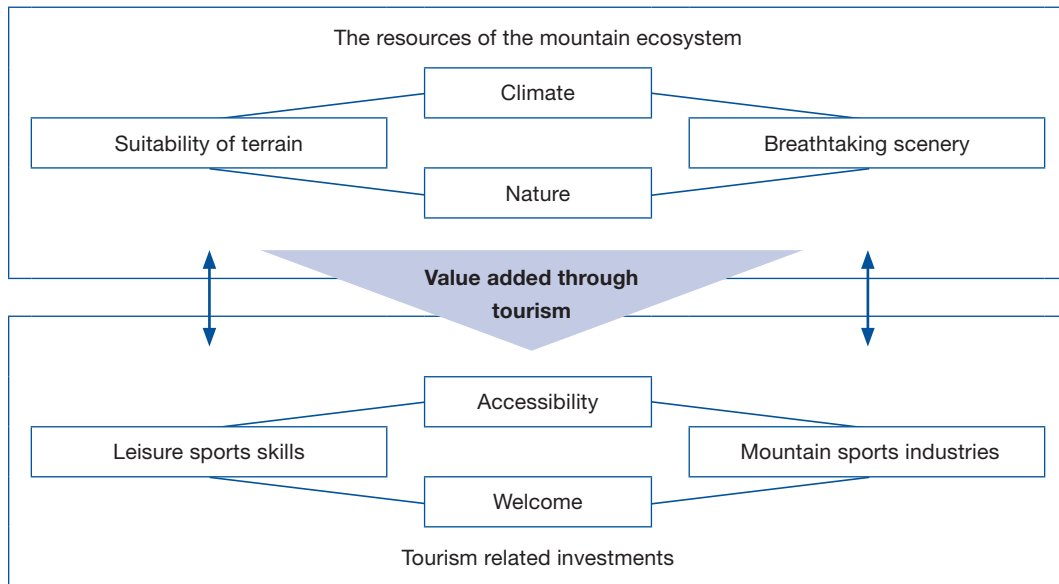 The resources of the mountain ecosystem
Climate
Suitability of terrain
Breathtaking scenery
Nature
Value added through
tourism
Accessibility
Leisure sports skills
Mountain sports industries
Welcome
Tourism related investments